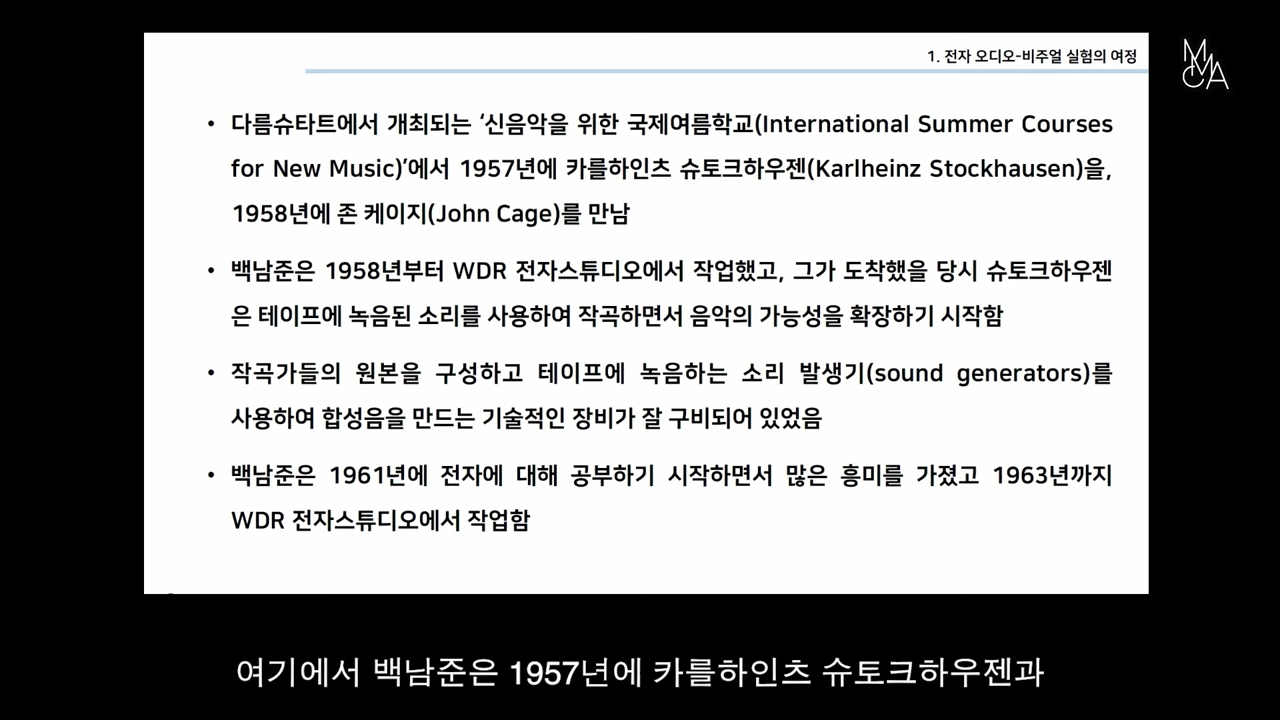 1. 전자 오디오-비주얼 실험의 여정
MMCA
• 다름슈타트에서 개최되는 ‘신음악을 위한 국제여름학교(International Summer Courses
for New Music)’에서 1957년에 카를하인츠 슈토크하우젠(Karlheinz Stockhausen)을,
1958년에 존 케이지(John Cage)를 만남
• 백남준은 1958년부터 WDR 전자스튜디오에서 작업했고, 그가 도착했을 당시 슈토크하우젠
은 테이프에 녹음된 소리를 사용하여 작곡하면서 음악의 가능성을 확장하기 시작함
• 작곡가들의 원본을 구성하고 테이프에 녹음하는 소리 발생기(sound generators)를
사용하여 합성음을 만드는 기술적인 장비가 잘 구비되어 있었음
• 백남준은 1961년에 전자에 대해 공부하기 시작하면서 많은 흥미를 가졌고 1963년까지
WDR 전자스튜디오에서 작업함
여기에서 백남준은 1957년에 카를하인츠 슈토크하우젠과